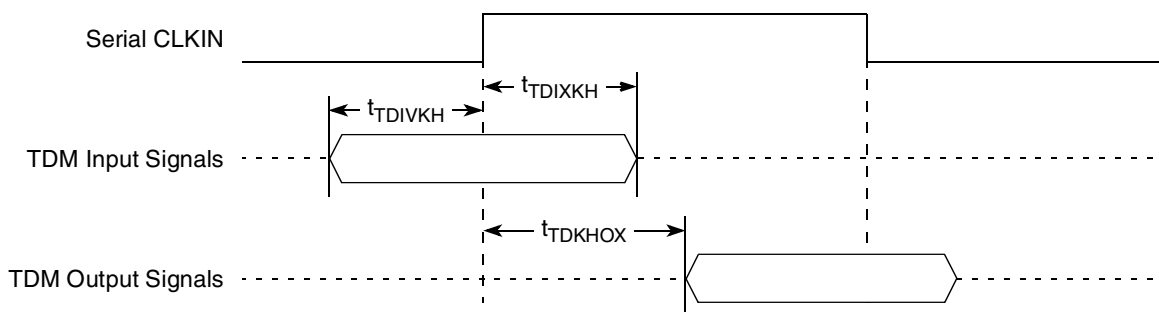 Serial CLKIN
tTDIXKH
tTDIVKH
TDM Input Signals
tTDKHOX
TDM Output Signals